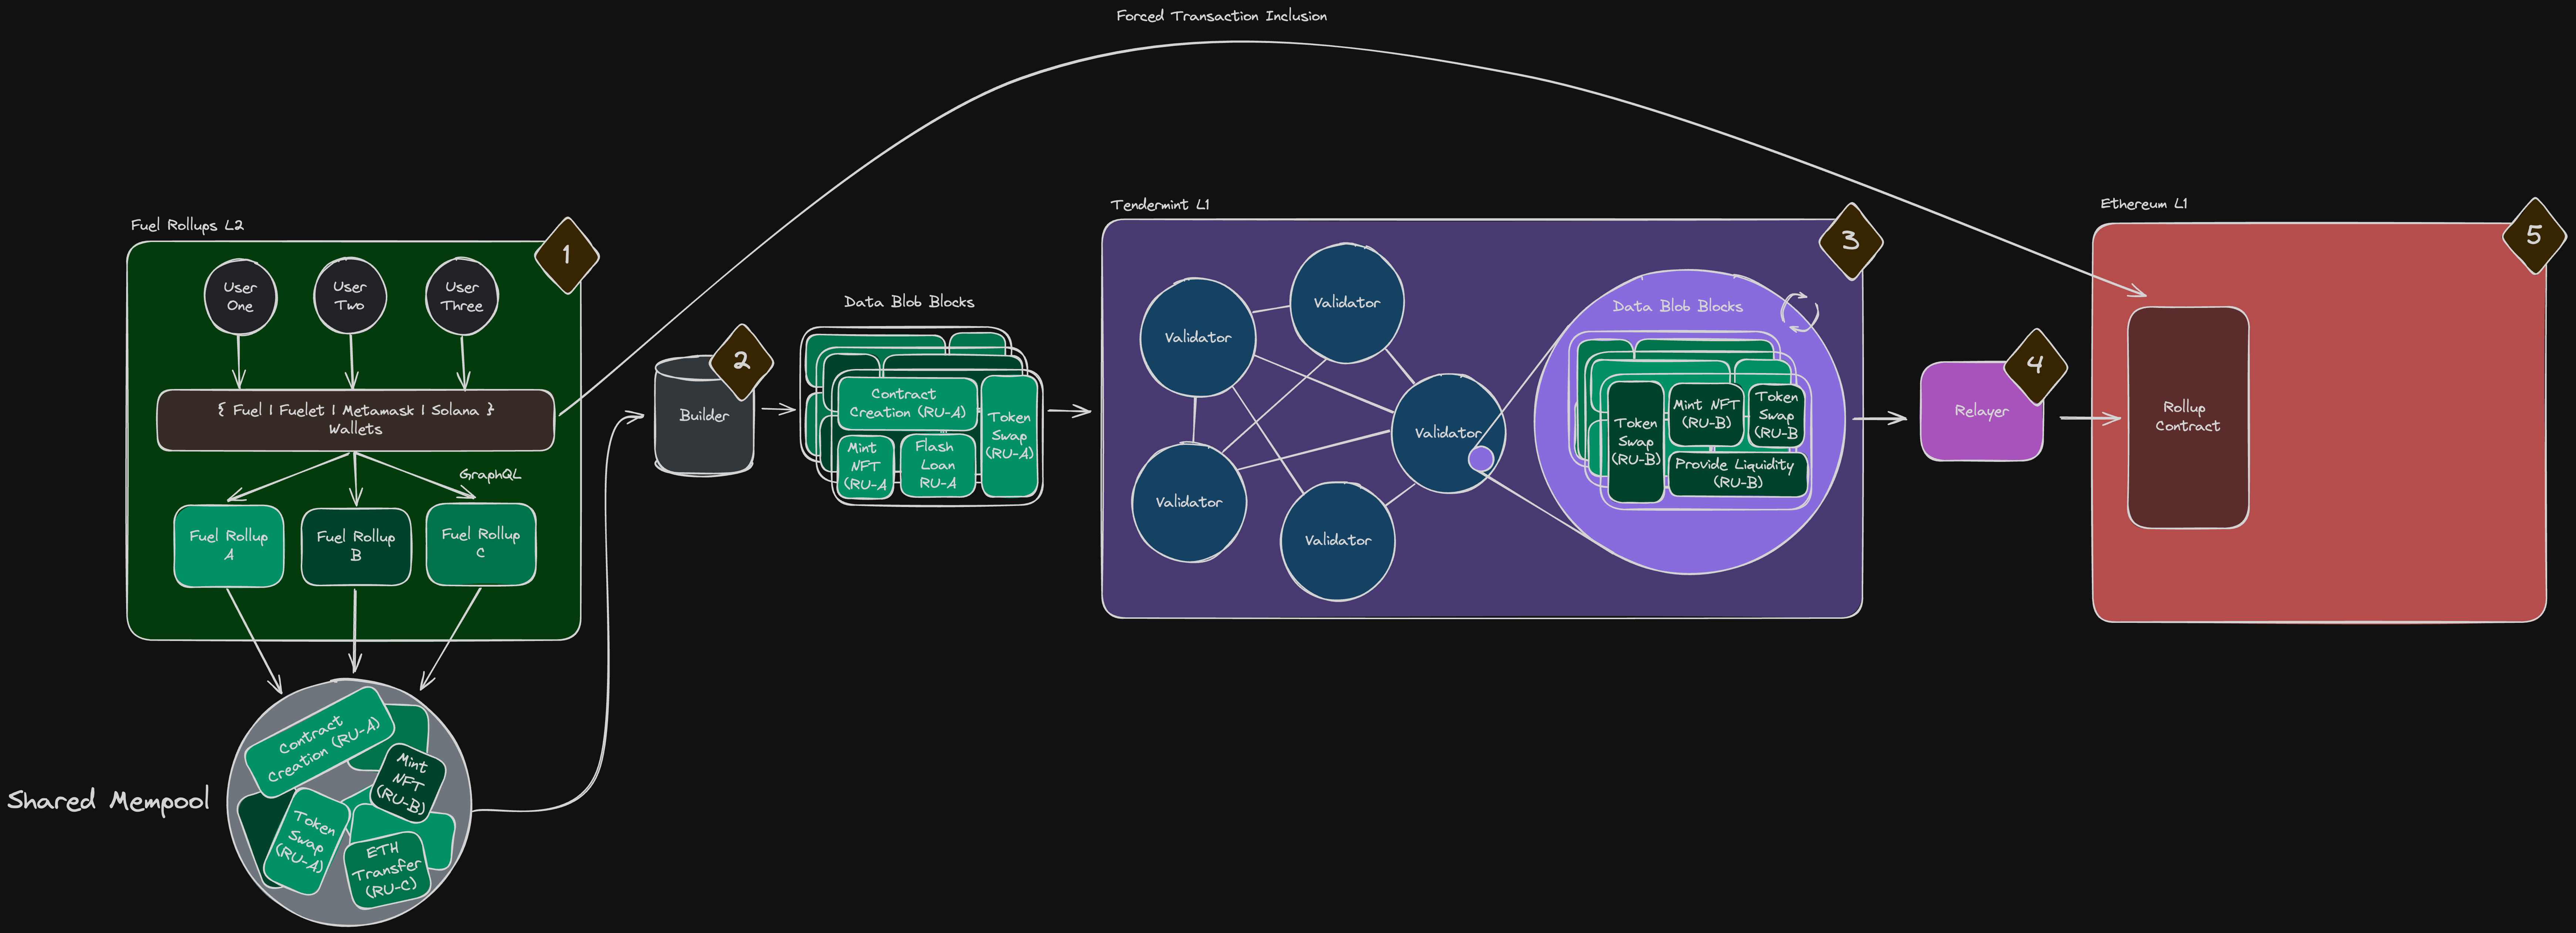 Forced Transaction Inclusion
Fuel Rollups L2
1
User
One
User
Two
User
Three
{ Fuel | Fuelet | Metamask | Solana }
Wallets
GraphQL
Fuel Rollup
A
Fuel Rollup
B
Fuel Rollup
C
Shared Mempool
Contract
Creation (RU-A)
Mint
NFT
(RU-B)
Token
Swap
(RU-A)
ETH
Transfer
(RU-C)
2
Builder
Data Blob Blocks
Contract
Creation (RU-A)
Token
Swap
(RU-A)
Mint
NFT
(RU-A
Flash
Loan
RU-A
Tendermint L1
3
Validator
Validator
Validator
Validator
Validator
Data Blob Blocks
Token
Swap
(RU-B)
Mint NFT
(RU-B)
Token
Swap
(RU-B
Provide Liquidity
(RU-B)
4
Relayer
Ethereum L1
5
Rollup
Contract